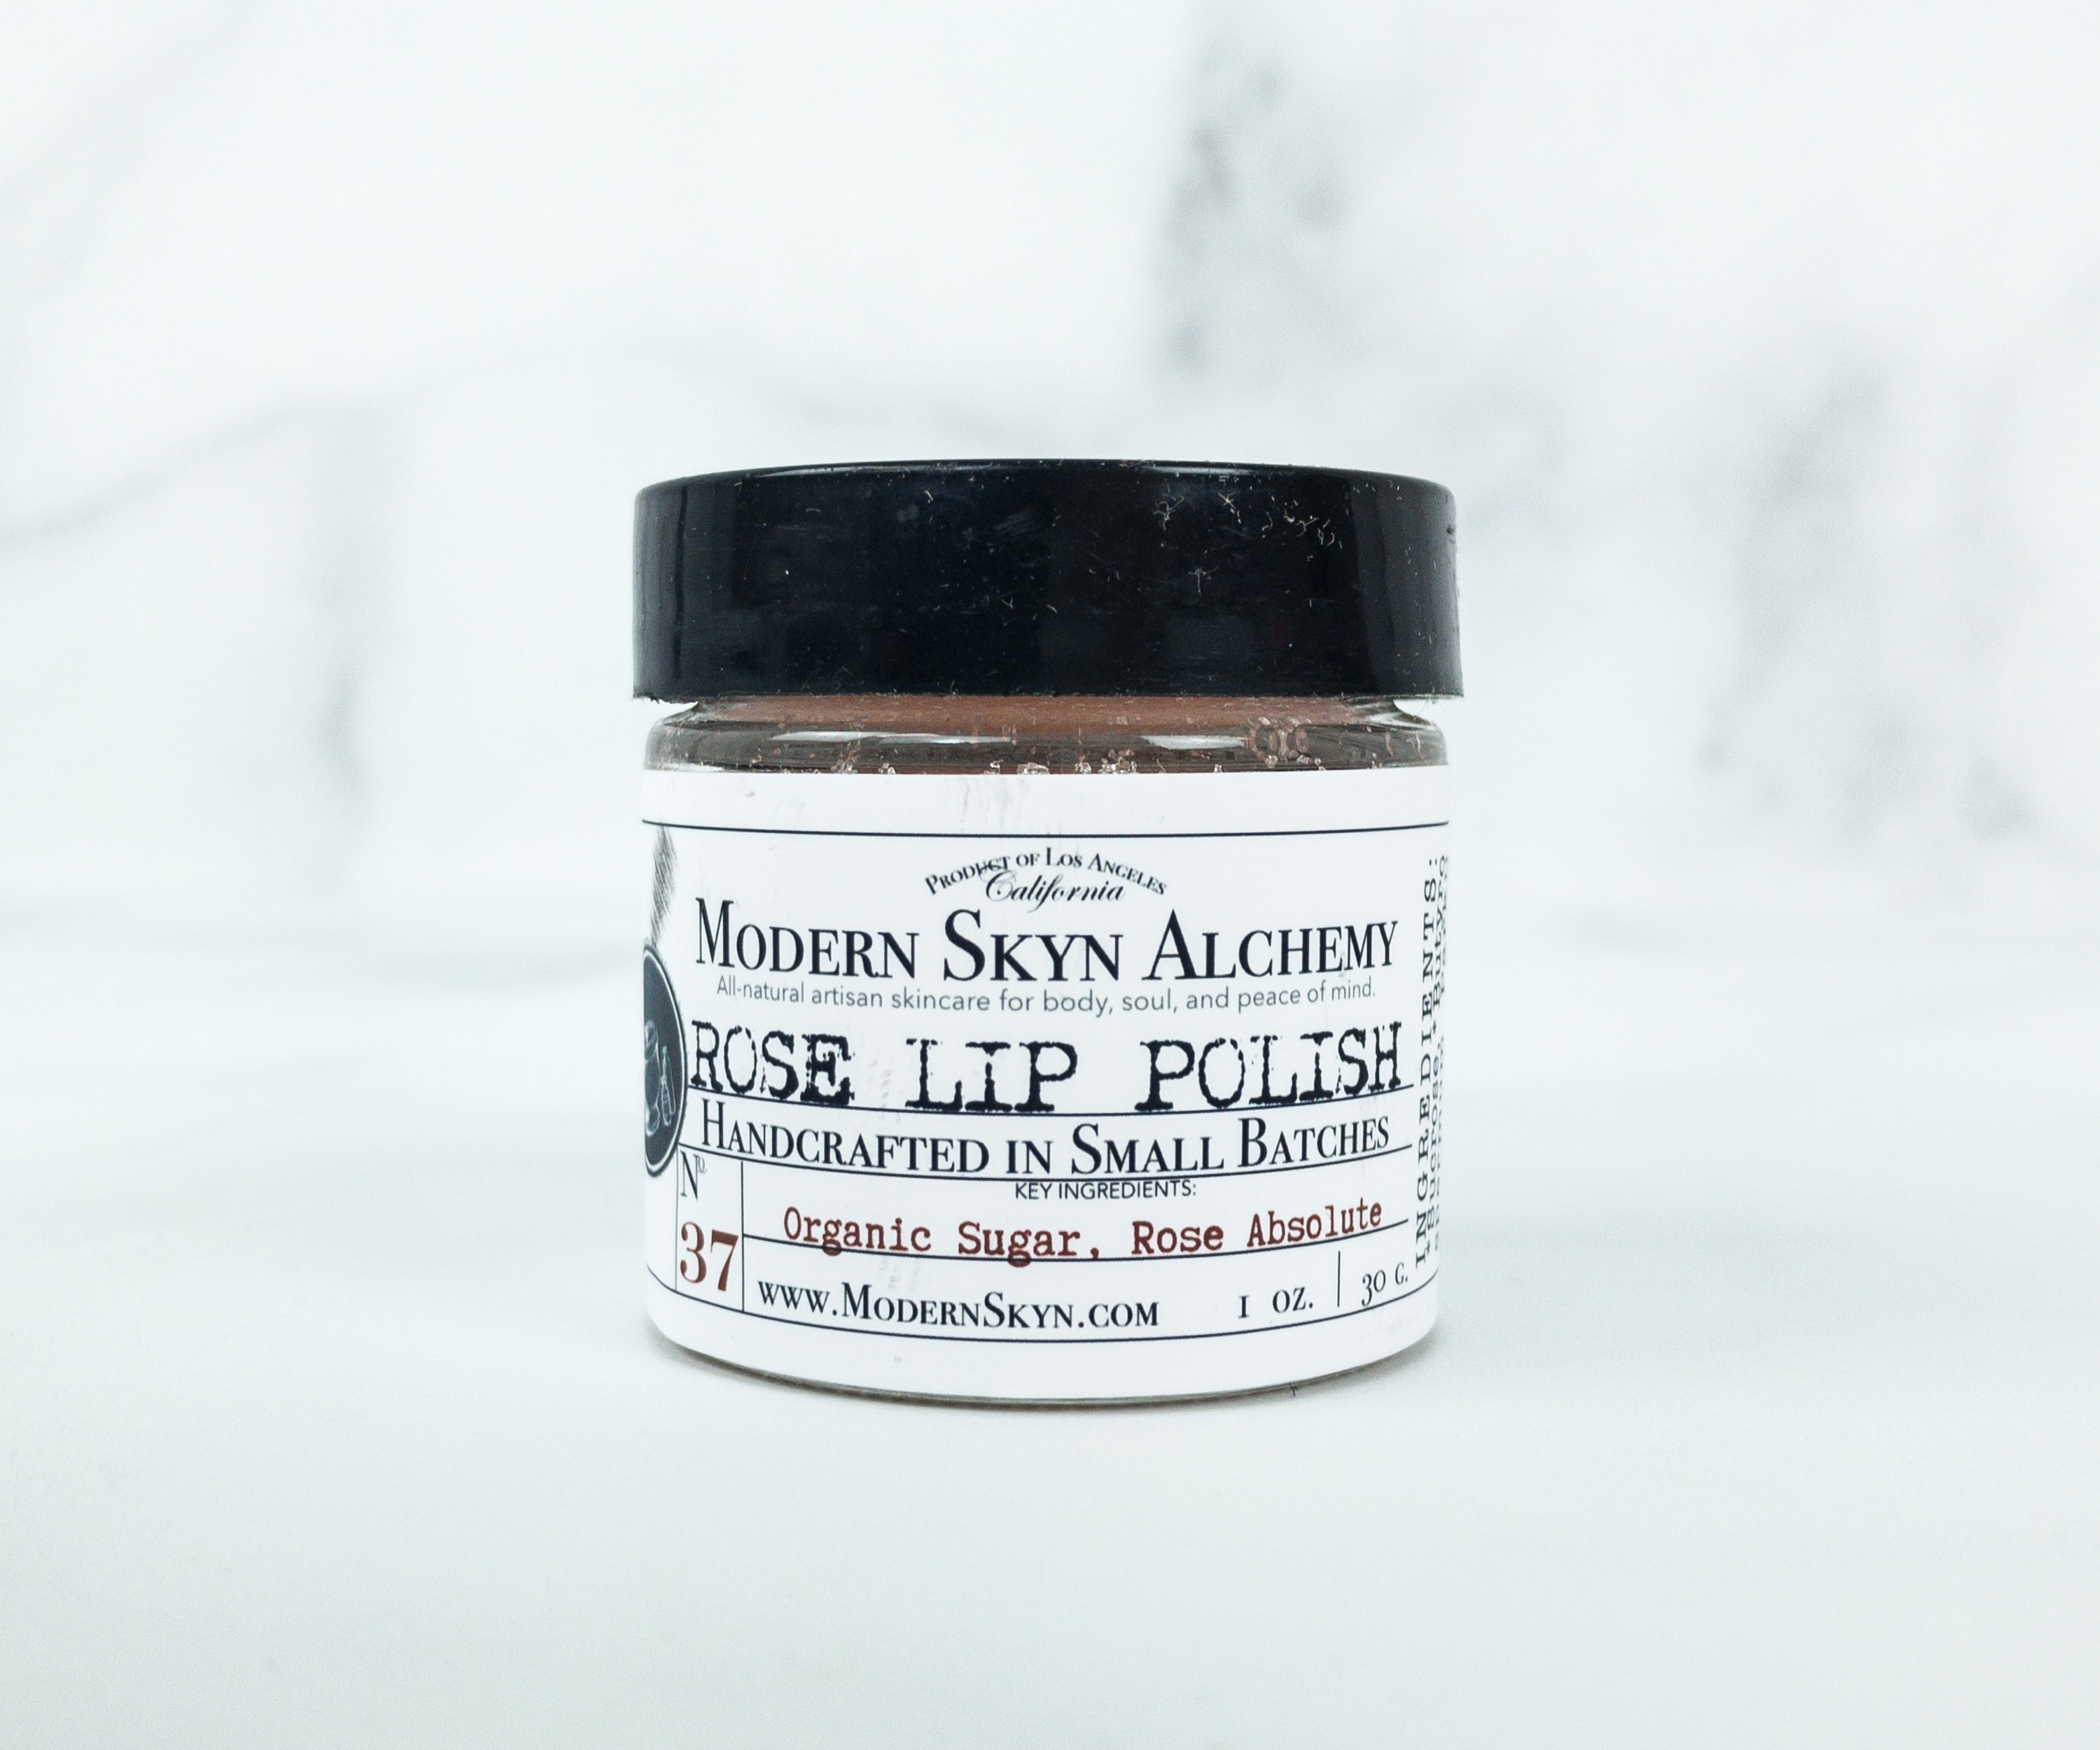 PRODUCT OF LOS ANGELES
California
MODERN SKYN ALCHEMY
All-natural artisan skincare for body, soul, and peace of mind.
ROSE LIP POLISH
HANDCRAFTED IN SMALL BATCHES
No.
37
KEY INGREDIENTS:
Organic Sugar, Rose Absolute
WWW.MODERNSKYN.COM
1 OZ. | 30 G.
INGREDIENTS: